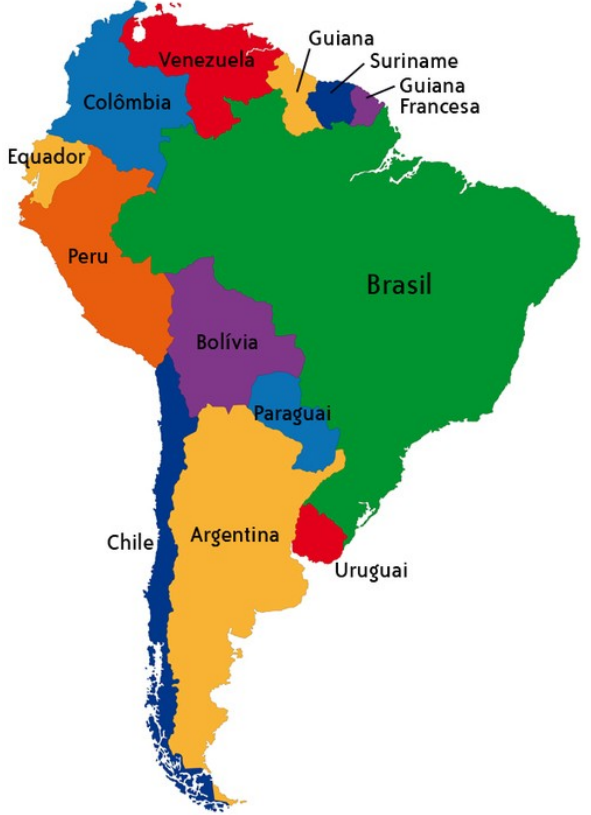 Guiana
Venezuela
Suriname
Guiana
Francesa
Colômbia
Equador
Peru
Brasil
Bolívia
Paraguai
Chile
Argentina
Uruguai